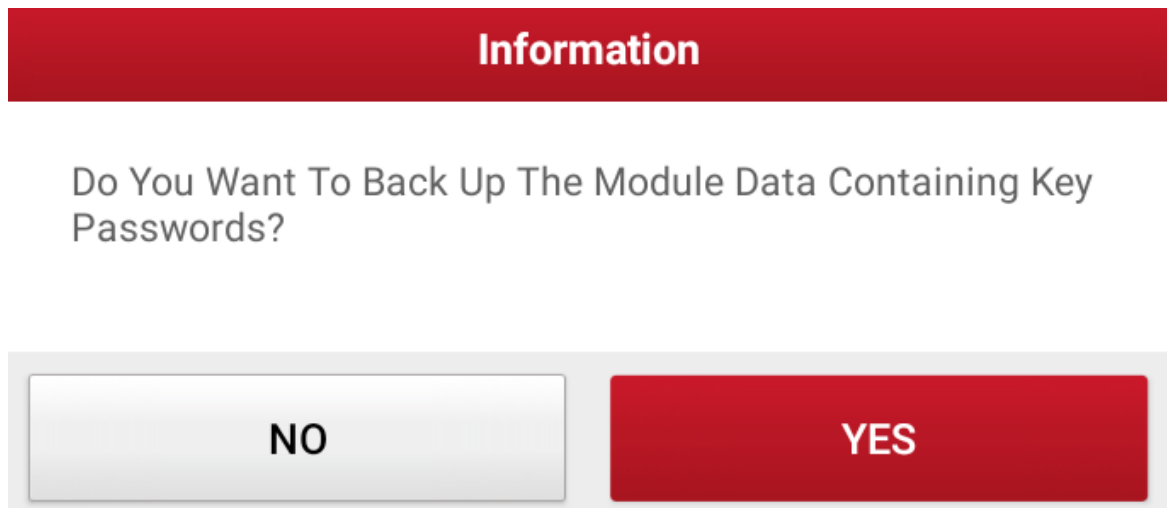 Information
Do You Want To Back Up The Module Data Containing Key
Passwords?
NO
YES